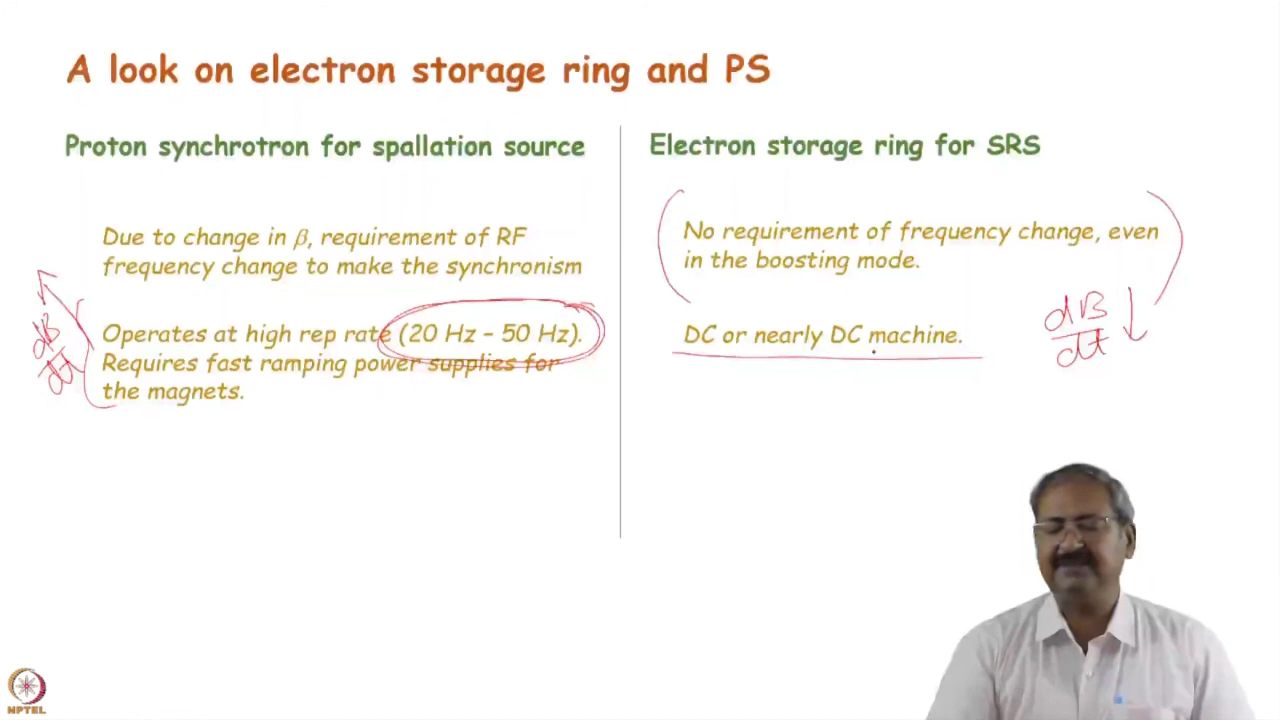 A look on electron storage ring and PS
Proton synchrotron for spallation source
Due to change in β, requirement of RF
frequency change to make the synchronism
Operates at high rep rate (20 Hz – 50 Hz).
Requires fast ramping power supplies for
the magnets.
dB
dt
Electron storage ring for SRS
No requirement of frequency change, even
in the boosting mode.
DC or nearly DC machine.
dB
dt
NPTEL